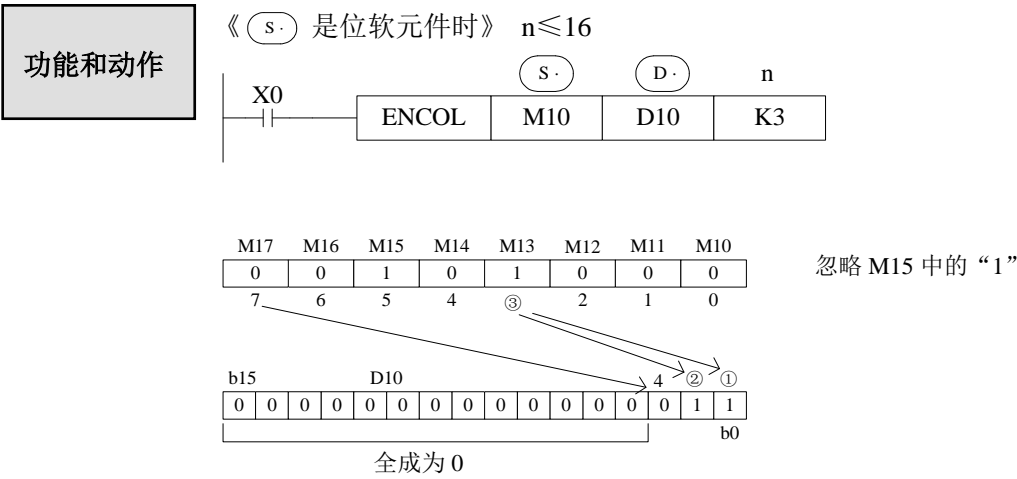 功能和动作
《 S· 是位软元件时》 n≤16
S· D· n
X0
ENCOL M10 D10 K3
M17 M16 M15 M14 M13 M12 M11 M10
0 0 1 0 1 0 0 0
忽略 M15 中的“1”
7 6 5 4 ③ 2 1 0
b15 D10 4 ② ①
0 0 0 0 0 0 0 0 0 0 0 0 0 0 1 1
b0
全成为 0